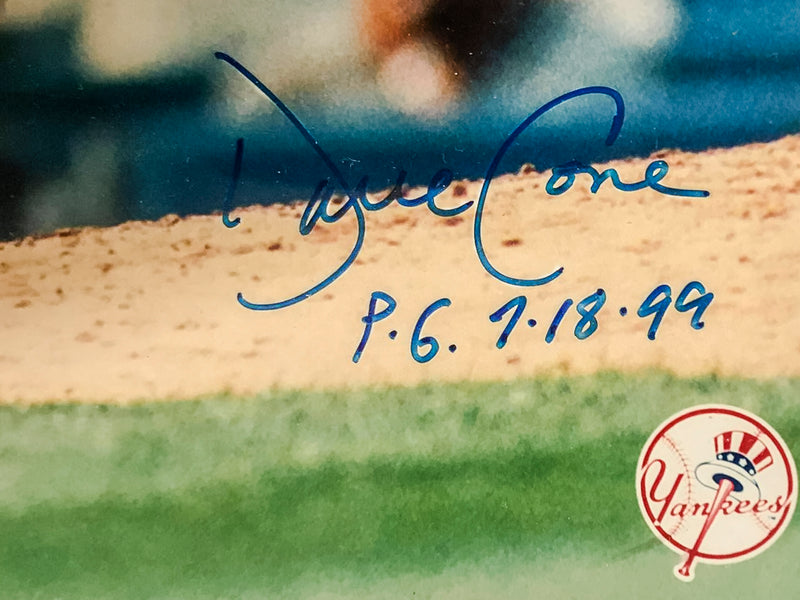 Dave Cone
P.G. 7.18.99
Yankees